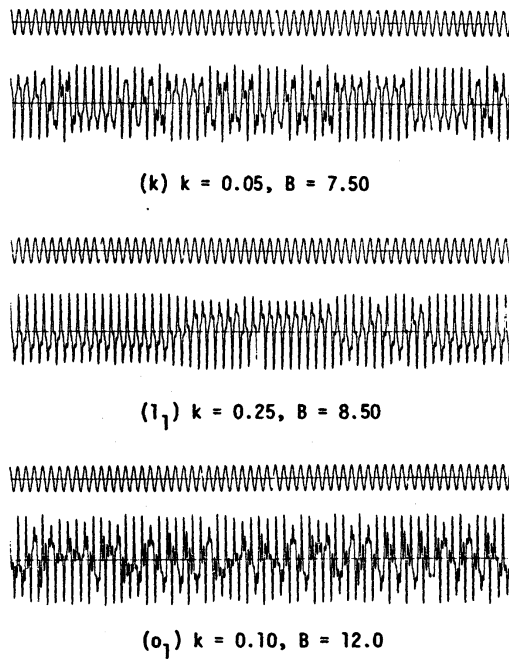 (k) k = 0.05, B = 7.50
(l₁) k = 0.25, B = 8.50
(o₁) k = 0.10, B = 12.0